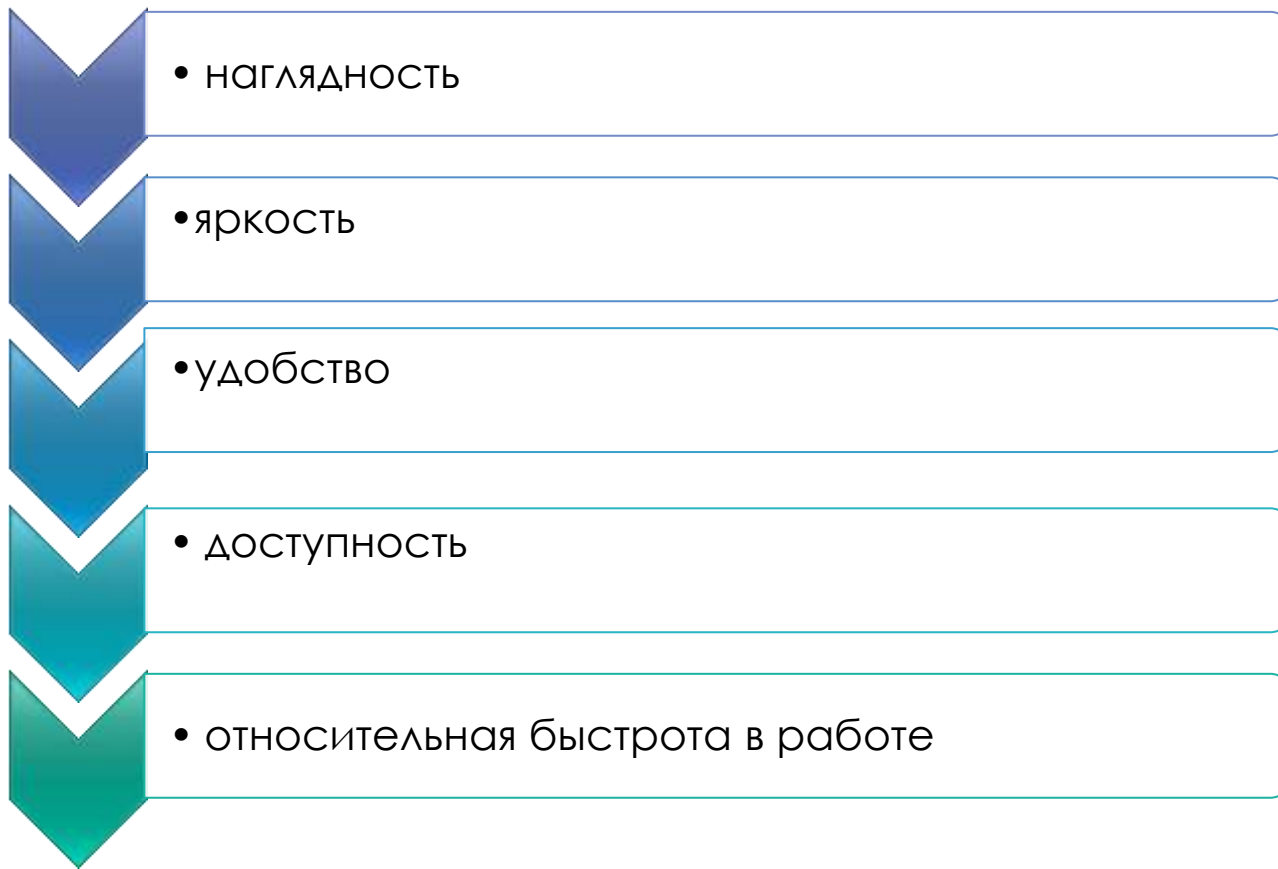 • наглядность
•яркость
•удобство
• доступность
• относительная быстрота в работе